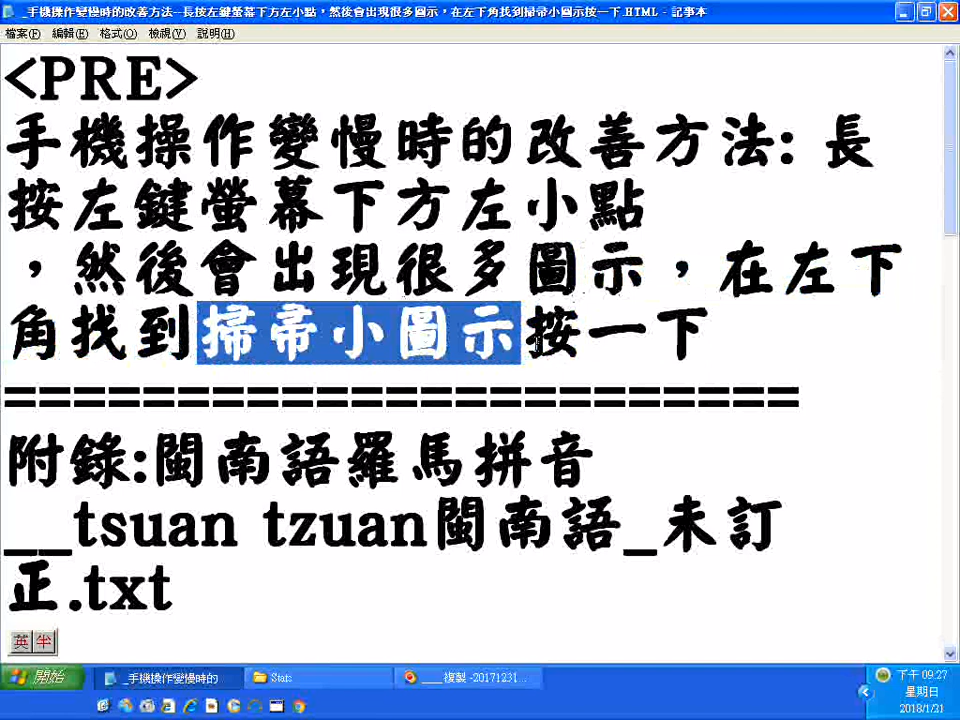 _手機操作變慢時的改善方法--長按左鍵螢幕下方左小點，然後會出現很多圖示，在左下角找到掃帚小圖示按一下.HTML - 記事本
檔案(F) 編輯(E) 格式(O) 檢視(V) 說明(H)
<PRE>
手機操作變慢時的改善方法: 長
按左鍵螢幕下方左小點
，然後會出現很多圖示，在左下
角找到掃帚小圖示按一下
=======================
附錄:閩南語羅馬拼音
__tsuan tzuan閩南語_未訂
正.txt
英 半
開始 _手機操作變慢時的 Stats ____複製 -20171231... 下午 09:27
星期日
2018/1/21